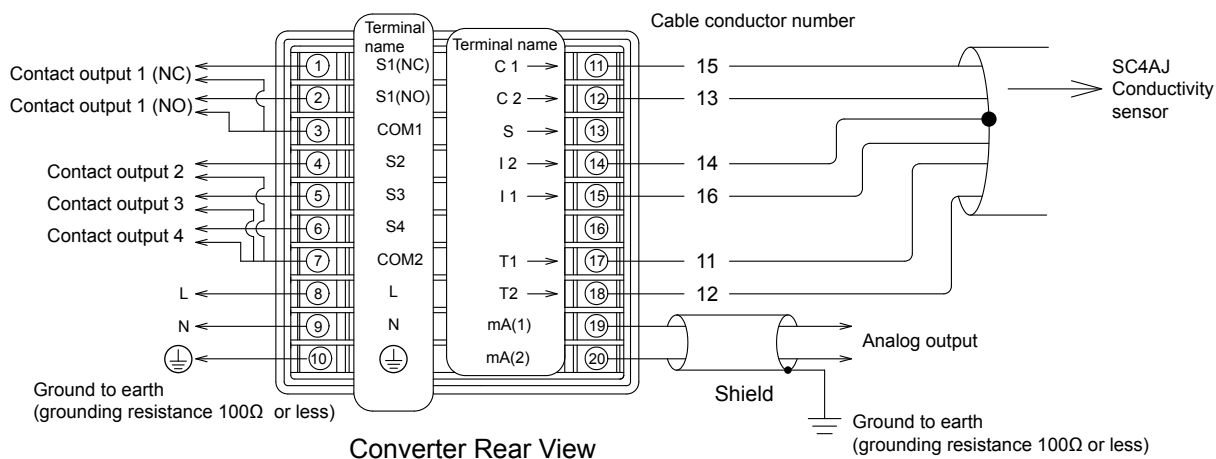 Cable conductor number
Terminal
name
Terminal name
Contact output 1 (NC)
Contact output 1 (NO)
Contact output 2
Contact output 3
Contact output 4
L
N
Ground to earth
(grounding resistance 100Ω or less)
1 S1(NC) C 1 11 15
2 S1(NO) C 2 12 13
3 COM1 S 13
4 S2 I 2 14 14
5 S3 I 1 15 16
6 S4 16
7 COM2 T1 17 11
8 L T2 18 12
9 N mA(1) 19
10 mA(2) 20
SC4AJ
Conductivity
sensor
Analog output
Shield
Ground to earth
(grounding resistance 100Ω or less)
Converter Rear View